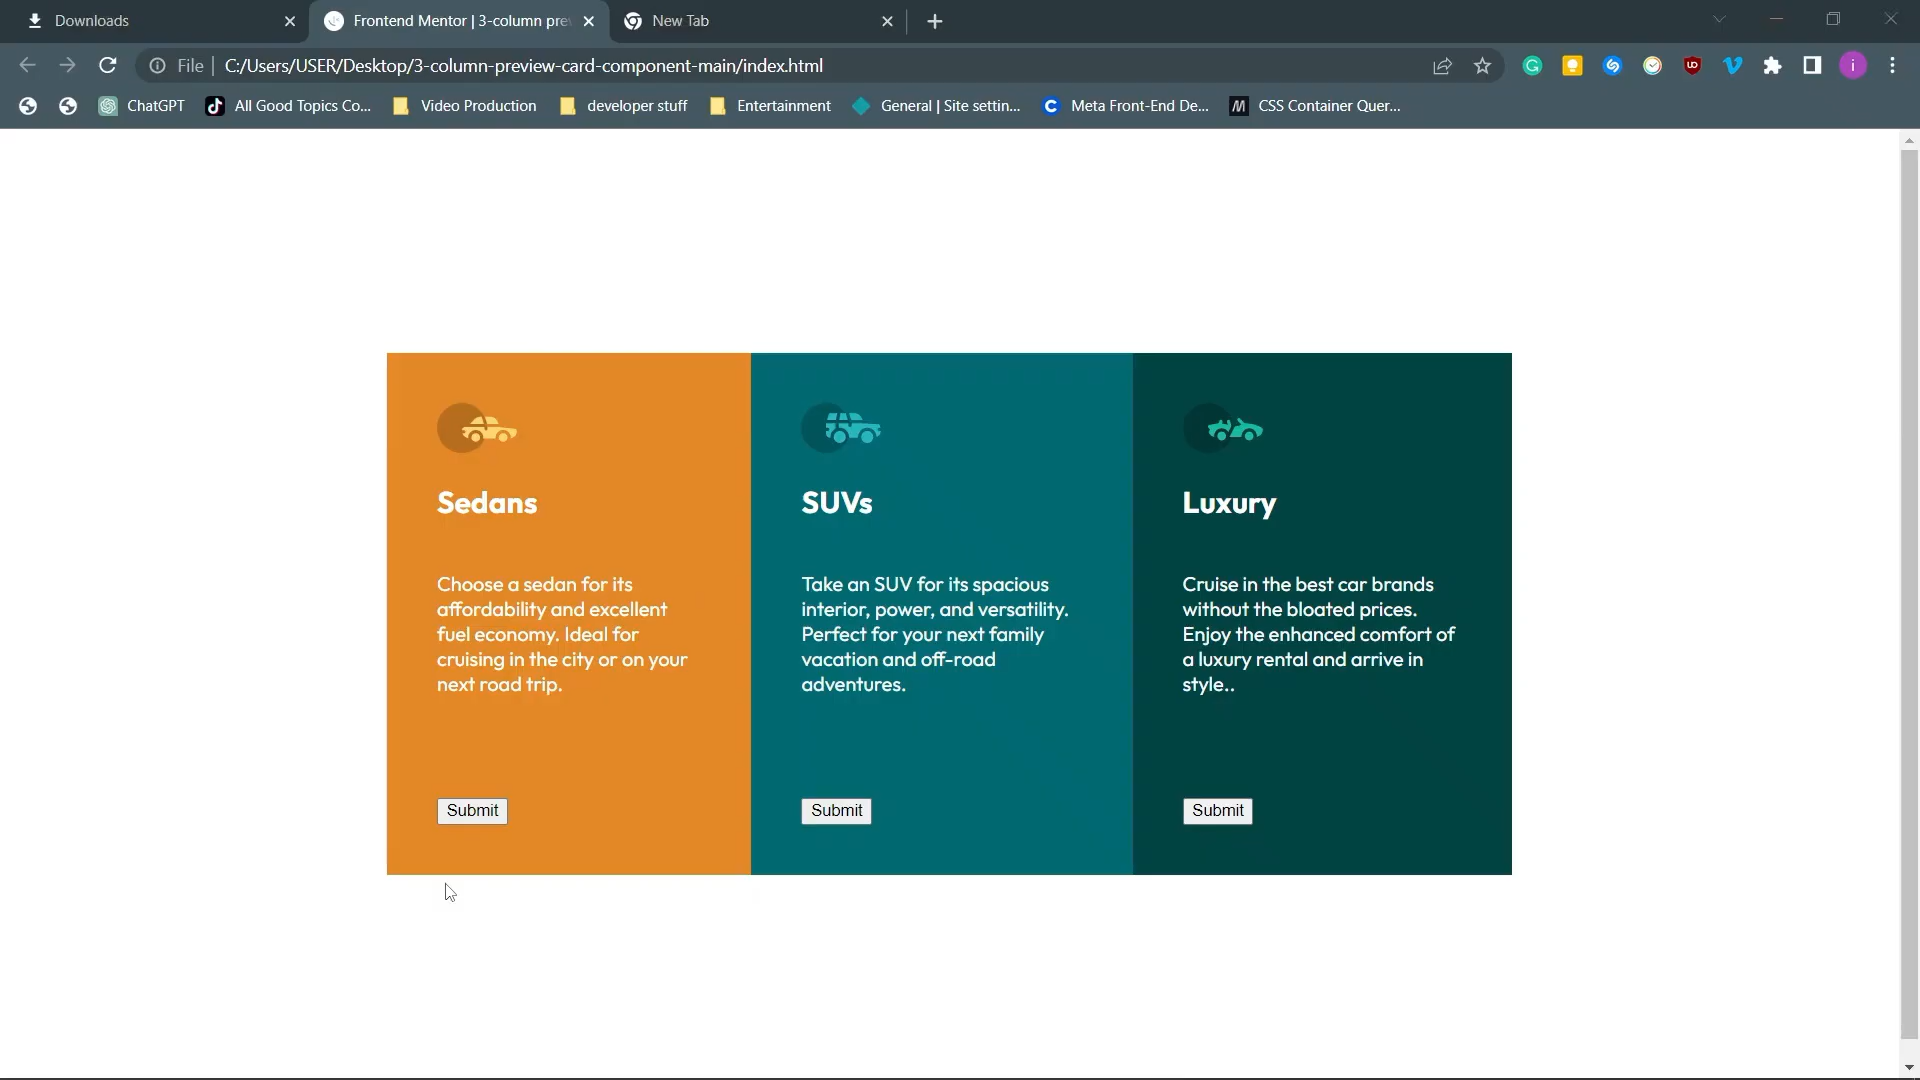 Downloads
Frontend Mentor | 3-column pre
New Tab
File
C:/Users/USER/Desktop/3-column-preview-card-component-main/index.html
i
ChatGPT
All Good Topics Co...
Video Production
developer stuff
Entertainment
General | Site settin...
Meta Front-End De...
CSS Container Quer...
Sedans
Choose a sedan for its
affordability and excellent
fuel economy. Ideal for
cruising in the city or on your
next road trip.
Submit
SUVs
Take an SUV for its spacious
interior, power, and versatility.
Perfect for your next family
vacation and off-road
adventures.
Submit
Luxury
Cruise in the best car brands
without the bloated prices.
Enjoy the enhanced comfort of
a luxury rental and arrive in
style..
Submit